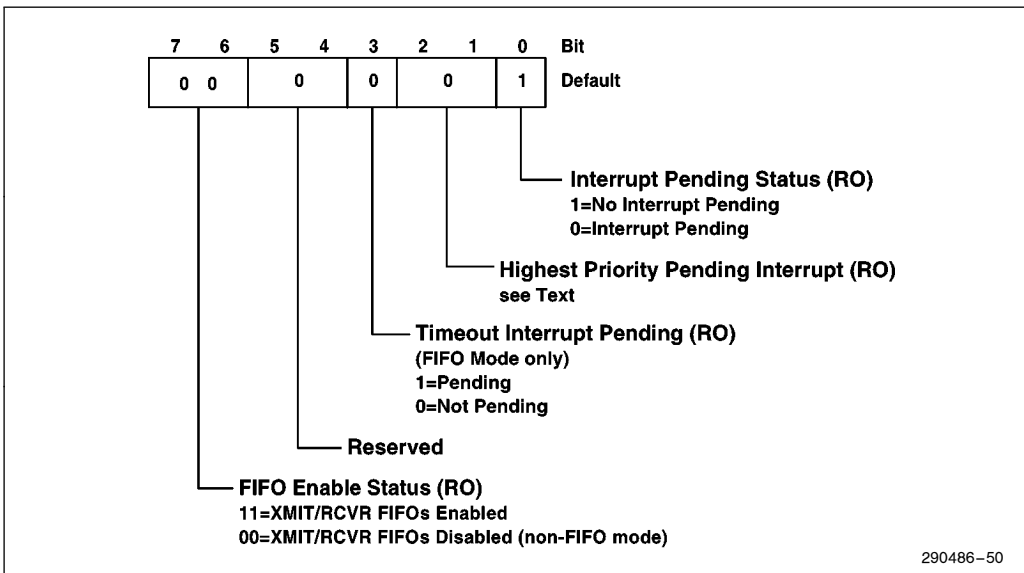 7 6 5 4 3 2 1 0 Bit
0 0 0 0 0 1 Default
Interrupt Pending Status (RO)
1=No Interrupt Pending
0=Interrupt Pending
Highest Priority Pending Interrupt (RO)
see Text
Timeout Interrupt Pending (RO)
(FIFO Mode only)
1=Pending
0=Not Pending
Reserved
FIFO Enable Status (RO)
11=XMIT/RCVR FIFOs Enabled
00=XMIT/RCVR FIFOs Disabled (non-FIFO mode)
290486-50